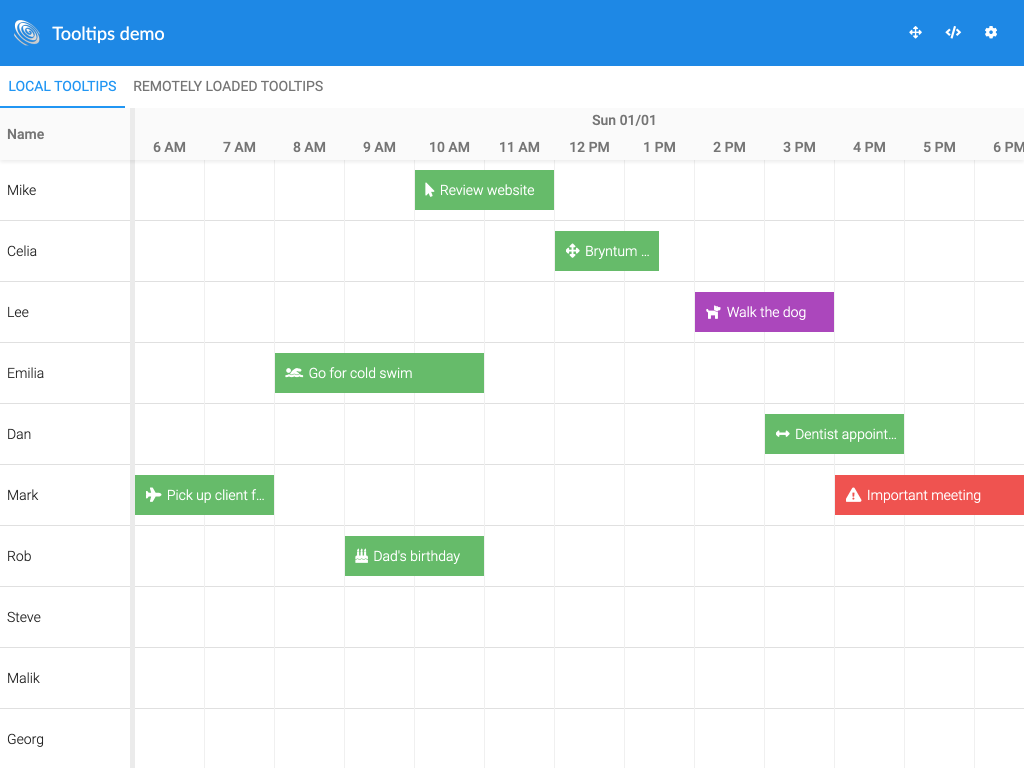 Tooltips demo
LOCAL TOOLTIPS REMOTELY LOADED TOOLTIPS
Name
Sun 01/01
6 AM 7 AM 8 AM 9 AM 10 AM 11 AM 12 PM 1 PM 2 PM 3 PM 4 PM 5 PM 6 PM
Mike
Review website
Celia
Bryntum ...
Lee
Walk the dog
Emilia
Go for cold swim
Dan
Dentist appoint...
Mark
Pick up client f...
Important meeting
Rob
Dad's birthday
Steve
Malik
Georg